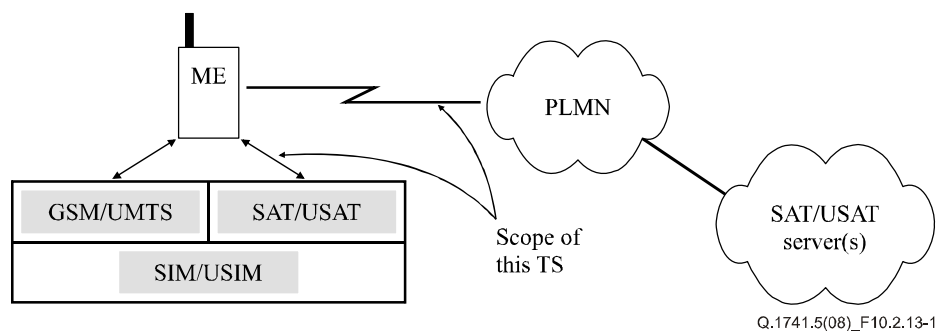 ME
PLMN
GSM/UMTS
SAT/USAT
SIM/USIM
Scope of
this TS
SAT/USAT
server(s)
Q.1741.5(08)_F10.2.13-1